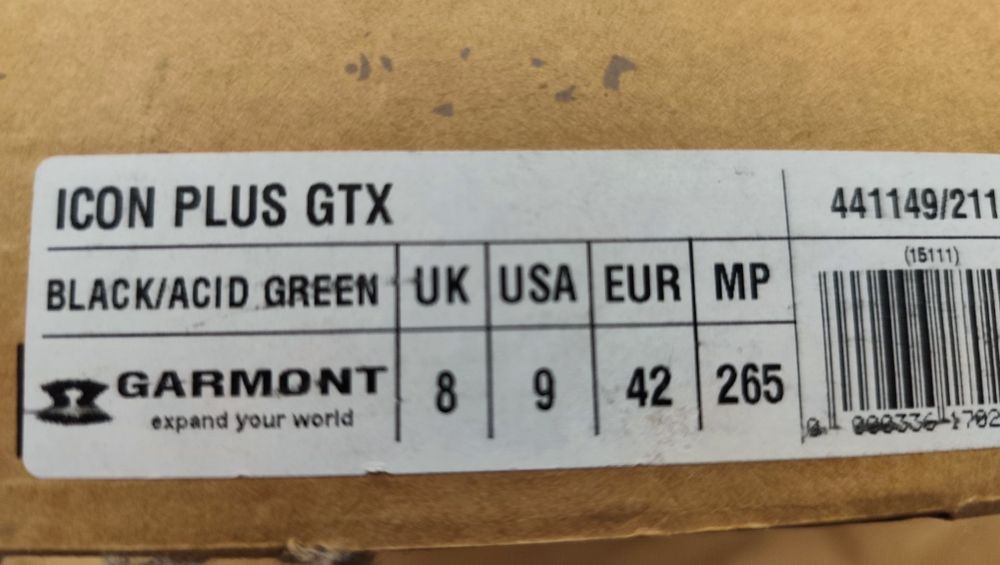 ICON PLUS GTX 441149/211
(15111)
BLACK/ACID GREEN UK USA EUR MP
GARMONT 8 9 42 265
expand your world